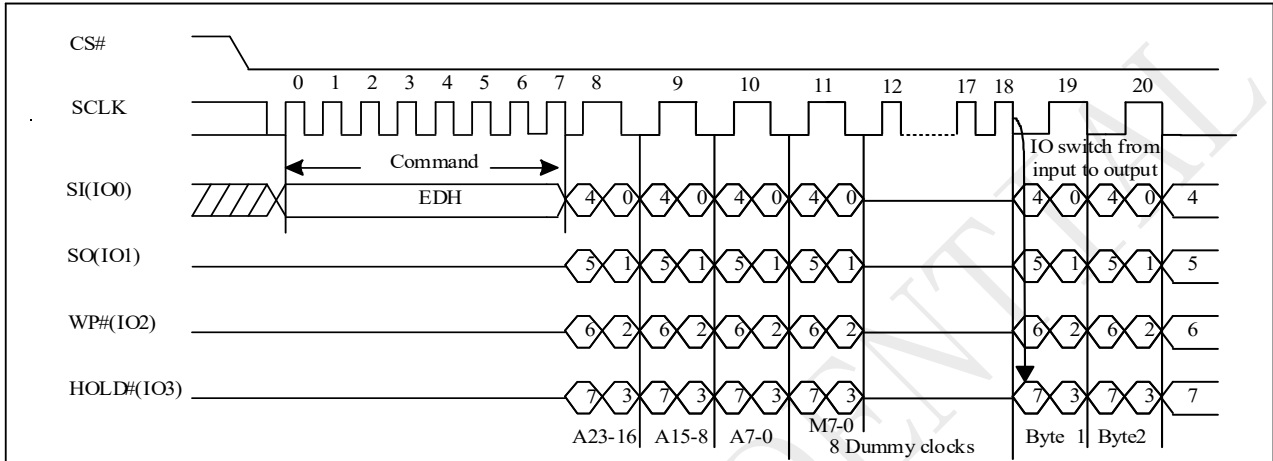 CS#
0 1 2 3 4 5 6 7 8 9 10 11 12 17 18 19 20
SCLK
Command
IO switch from
input to output
SI(IO0)
EDH
4 0 4 0 4 0 4 0 4 0 4 0 4
SO(IO1)
5 1 5 1 5 1 5 1 5 1 5 1 5
WP#(IO2)
6 2 6 2 6 2 6 2 6 2 6 2 6
HOLD#(IO3)
7 3 7 3 7 3 7 3 7 3 7 3 7
A23-16 A15-8 A7-0 M7-0
8 Dummy clocks
Byte 1 Byte2